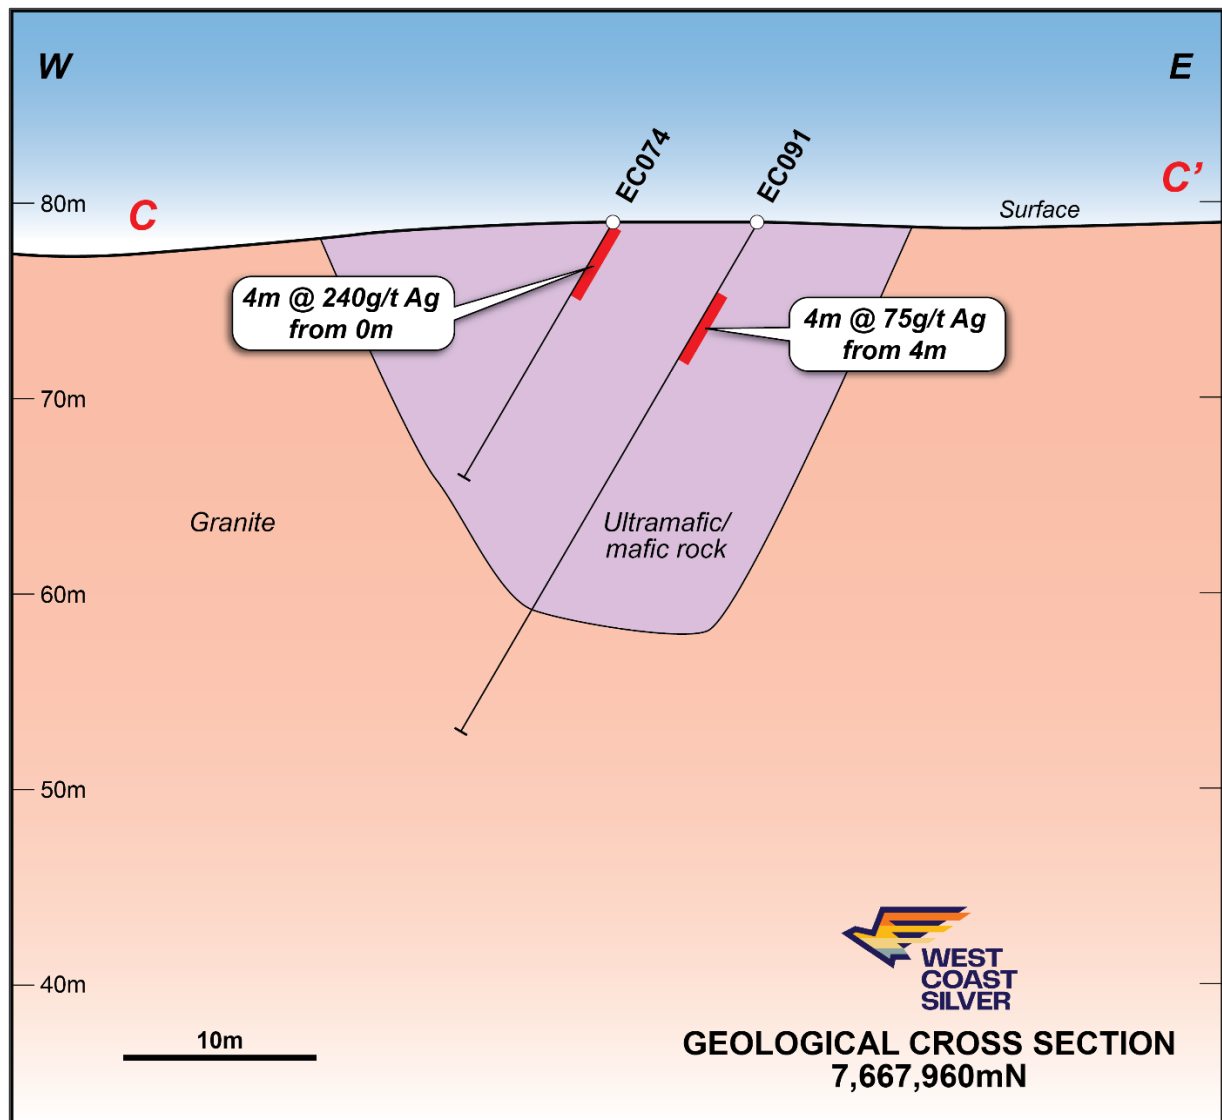 W
E
EC074
EC091
C
C’
80m
Surface
4m @ 240g/t Ag
from 0m
4m @ 75g/t Ag
from 4m
70m
Granite
Ultramafic/
mafic rock
60m
50m
40m
WEST
COAST
SILVER
10m
GEOLOGICAL CROSS SECTION
7,667,960mN